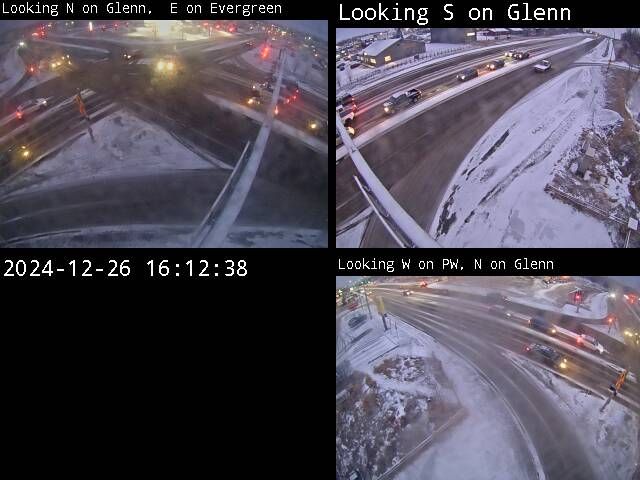 Looking N on Glenn,  E on Evergreen
Looking S on Glenn
2024-12-26 16:12:38
Looking W on PW, N on Glenn